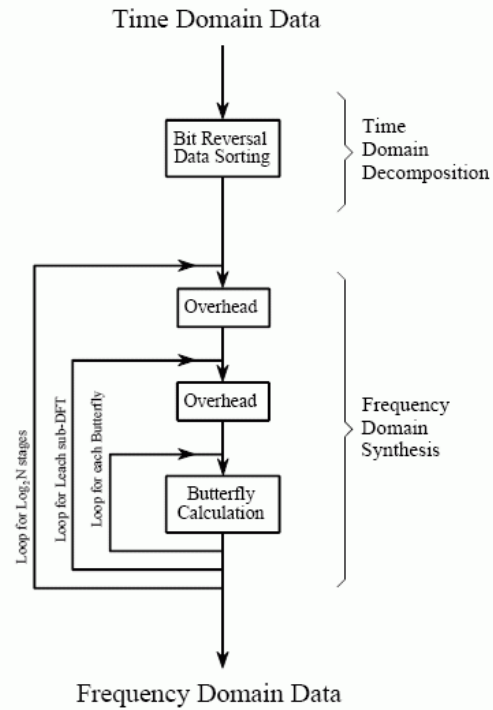 Time Domain Data
Bit Reversal
Data Sorting
Time
Domain
Decomposition
Overhead
Overhead
Butterfly
Calculation
Loop for Log₂N stages
Loop for Leach sub-DFT
Loop for each Butterfly
Frequency
Domain
Synthesis
Frequency Domain Data